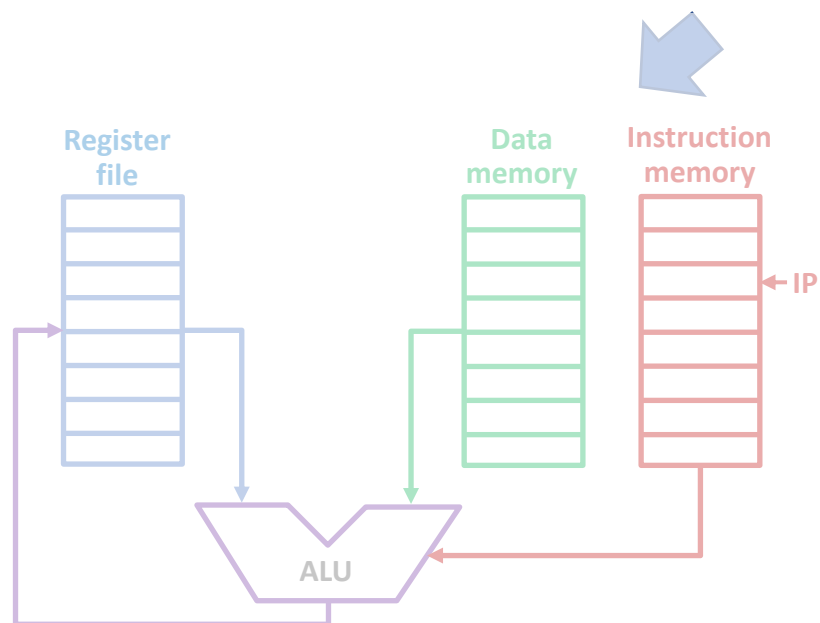 Register
file
Data
memory
Instruction
memory
IP
ALU